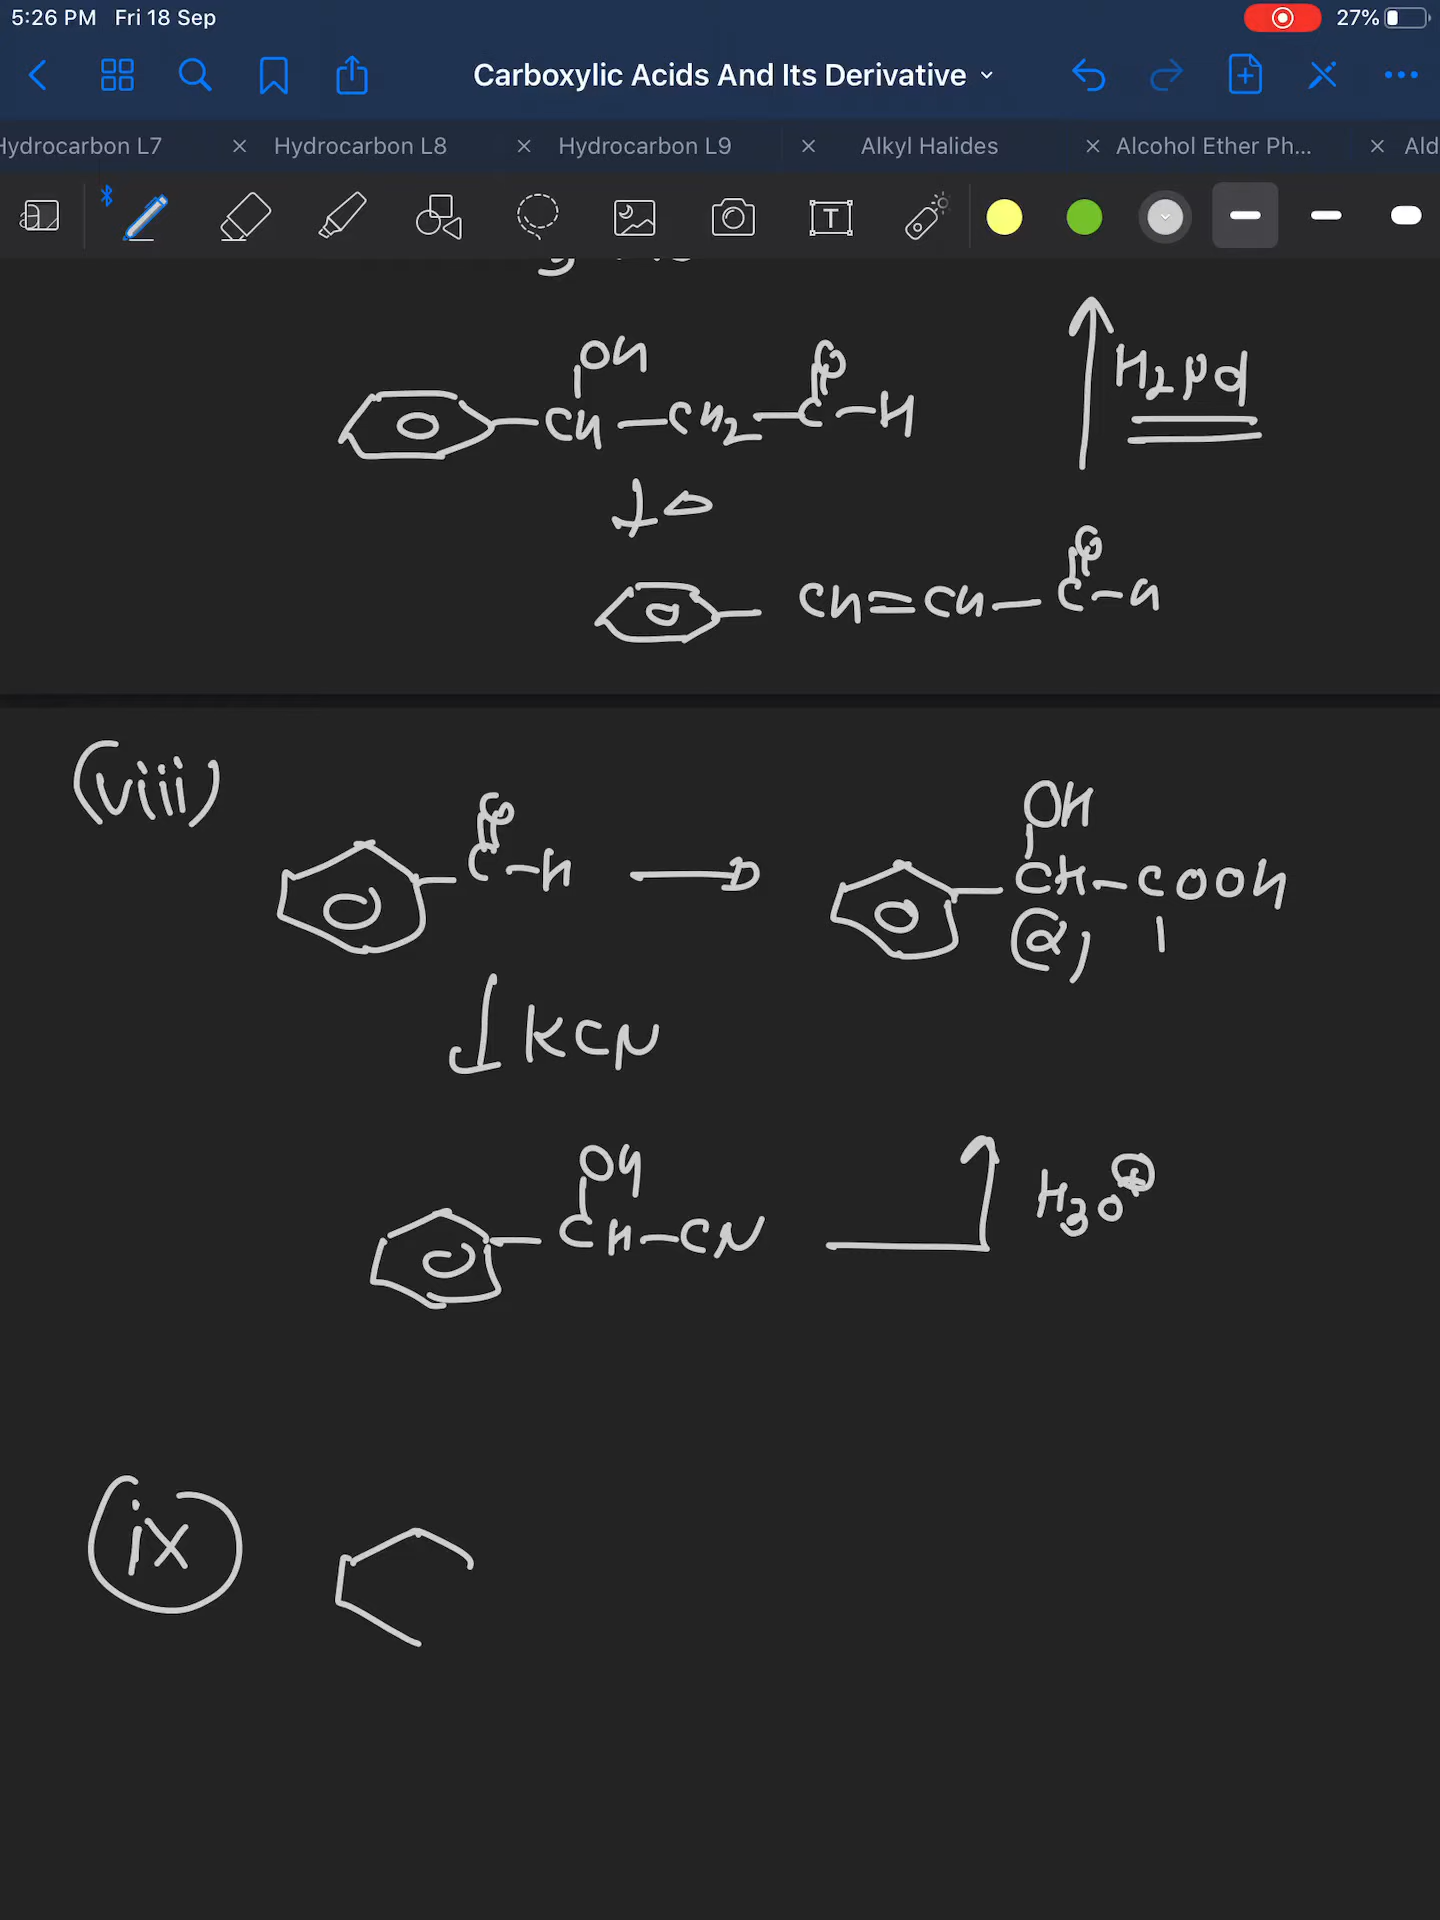 5:26 PM Fri 18 Sep
27%
Carboxylic Acids And Its Derivative
Hydrocarbon L7 × Hydrocarbon L8 × Hydrocarbon L9 × Alkyl Halides × Alcohol Ether Ph... × Ald
OH O
CH—CH2—C—H
H2 Pd
Δ
O
CH=CH—C—H
(viii)
O OH
C—H CH—COOH
(α) 1
KCN
OH
CH—CN H3O⊕
ix